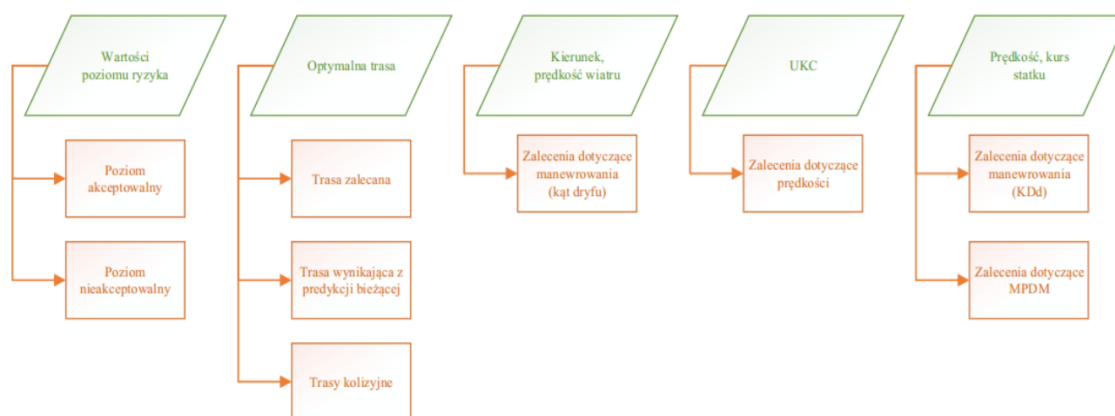 Wartości
poziomu ryzyka
Optymalna trasa
Kierunek,
prędkość wiatru
UKC
Prędkość, kurs
statku
Poziom
akceptowalny
Trasa zalecana
Zalecenia dotyczące
manewrowania
(kąt dryfu)
Zalecenia dotyczące
prędkości
Zalecenia dotyczące
manewrowania
(KDd)
Poziom
nieakceptowalny
Trasa wynikająca z
predykcji bieżącej
Zalecenia dotyczące
MPDM
Trasy kolizyjne